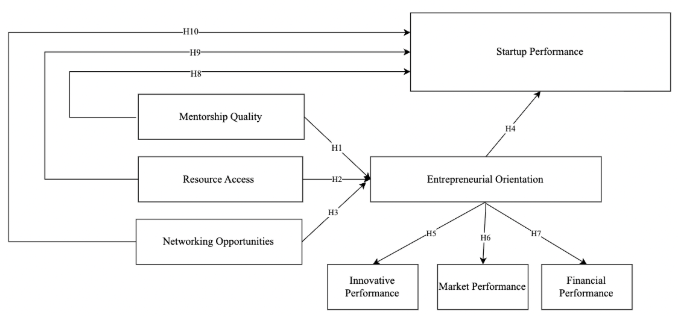 H10
Startup Performance
H9
H8
Mentorship Quality
H4
H1
Resource Access
H2
Entrepreneurial Orientation
H3
Networking Opportunities
H5
H6
H7
Innovative
Performance
Market Performance
Financial
Performance